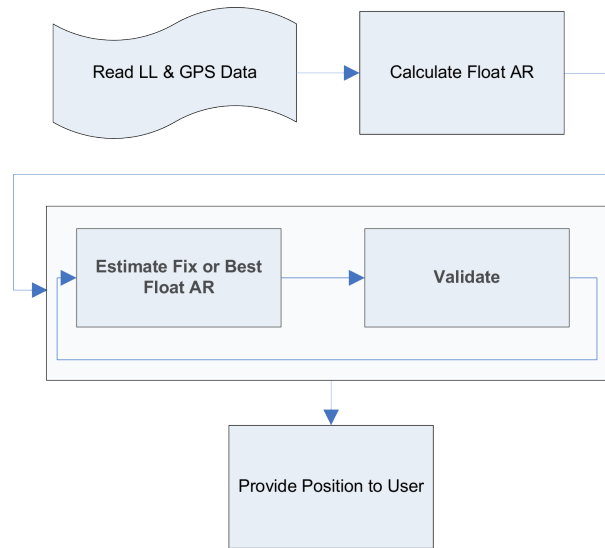 Read LL & GPS Data
Calculate Float AR
Estimate Fix or Best
Float AR
Validate
Provide Position to User